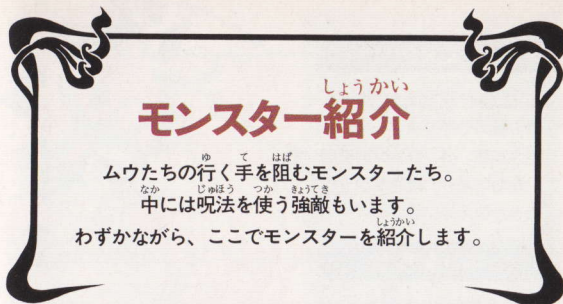 モンスター紹介
ムウたちの行く手を阻むモンスターたち。
中には呪法を使う強敵もいます。
わずかながら、ここでモンスターを紹介します。